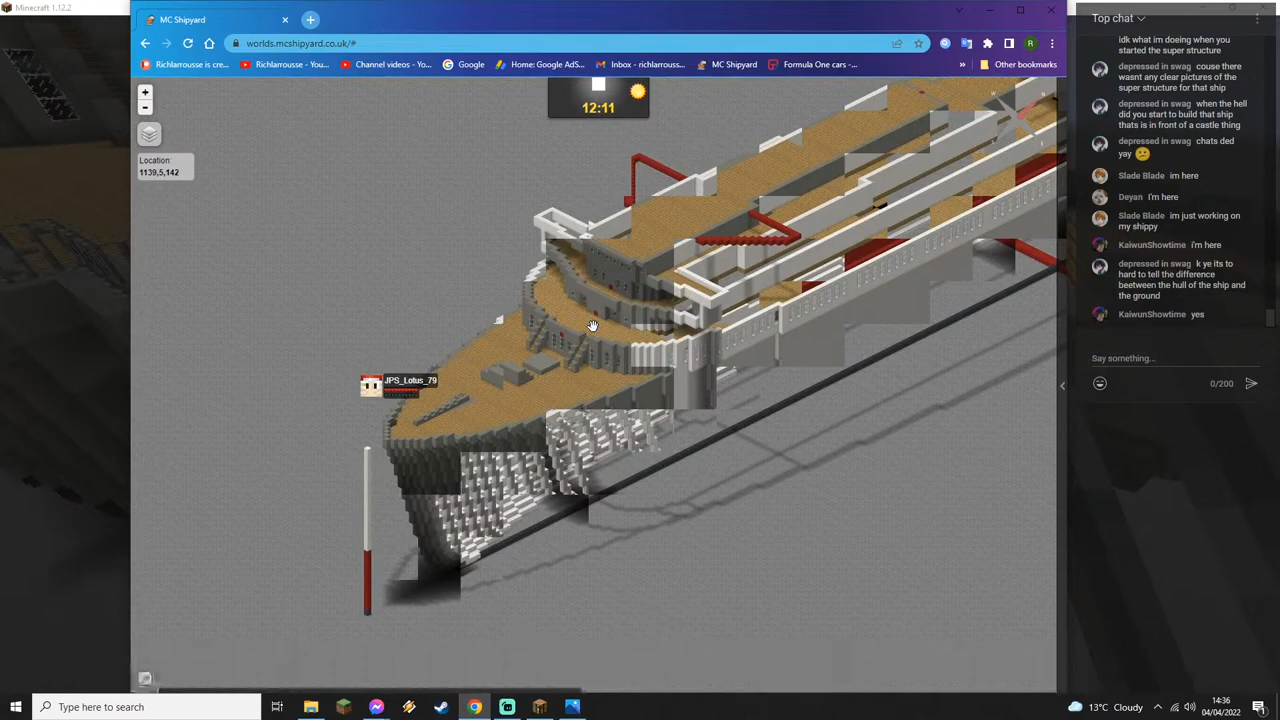 Minecraft 1.12.2
MC Shipyard
worlds.mcshipyard.co.uk/#
Richlarrousse is cre...
Richlarrousse - You...
Channel videos - Yo...
Google
Home: Google AdS...
Inbox - richlarrouss...
MC Shipyard
Formula One cars -...
»
Other bookmarks
R
+
-
Location:
1139,5,142
12:11
W
N
JPS_Lotus_79
Top chat
idk what im doeing when you
started the super structure
depressed in swag couse there
wasnt any clear pictures of the
super structure for that ship
depressed in swag when the hell
did you start to build that ship
thats is in front of a castle thing
depressed in swag chats ded
yay
Slade Blade im here
Deyan I'm here
Slade Blade im just working on
my shippy
KaiwunShowtime i'm here
depressed in swag k ye its to
hard to tell the difference
beetween the hull of the ship and
the ground
KaiwunShowtime yes
Say something...
0/200
Type here to search
13°C Cloudy
14:36
04/04/2022